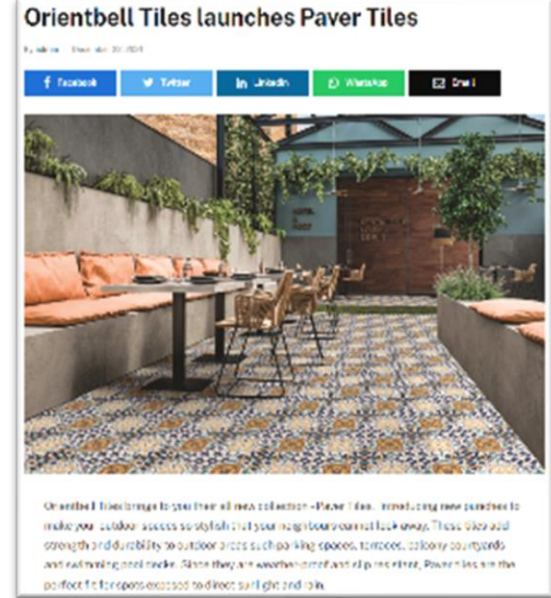 Orientbell Tiles launches Paver Tiles
By admin
Facebook Twitter LinkedIn WhatsApp Email
Orientbell Tiles brings to you their all new collection - Paver Tiles. Introducing new punches to
make your outdoor spaces so stylish that your neighbours cannot look away. These tiles add
strength and durability to outdoor areas such parking spaces, terraces, balcony courtyards
and swimming pool decks. Since they are weather-proof and slip resistant, Paver tiles are the
perfect fit for spots exposed to direct sunlight and rain.